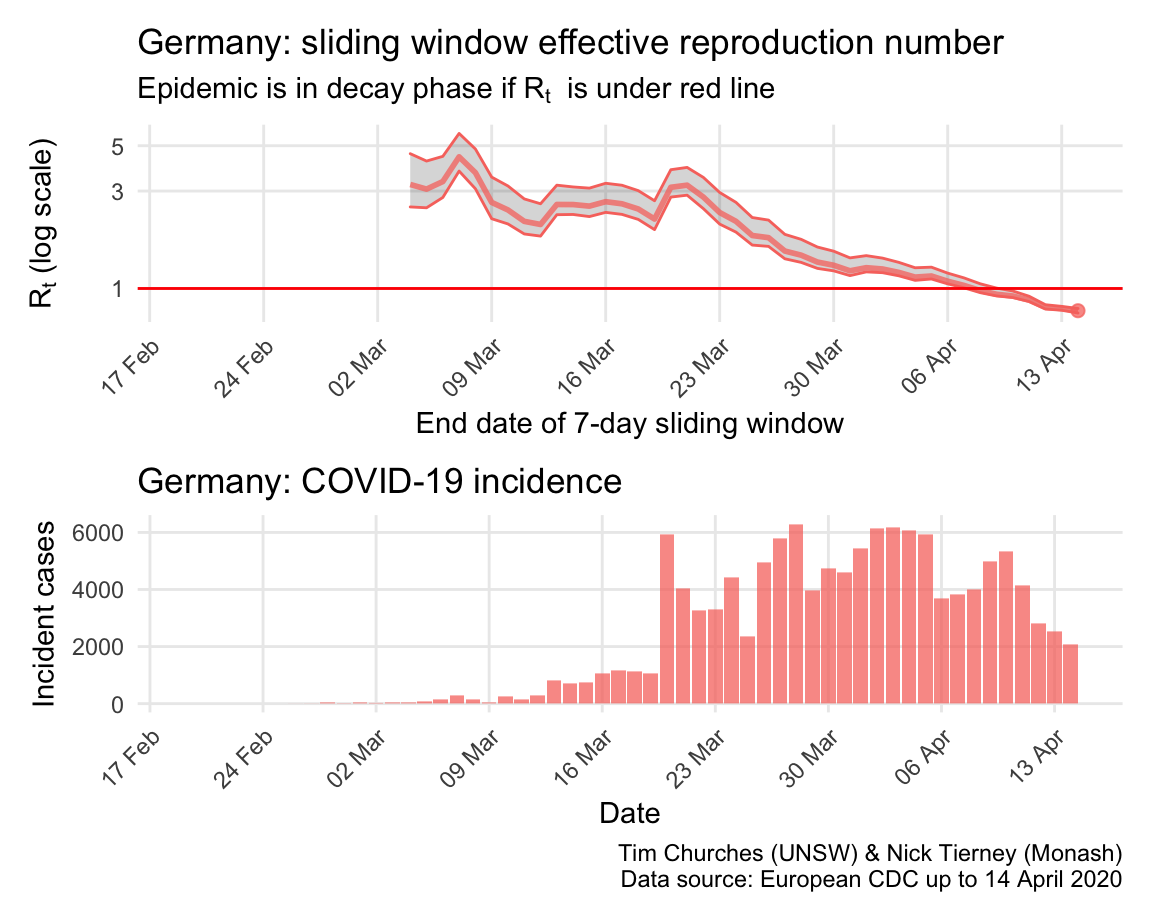 Germany: sliding window effective reproduction number
Epidemic is in decay phase if Rt is under red line
Rt (log scale)
5
3
1
17 Feb
24 Feb
02 Mar
09 Mar
16 Mar
23 Mar
30 Mar
06 Apr
13 Apr
End date of 7-day sliding window
Germany: COVID-19 incidence
Incident cases
6000
4000
2000
0
17 Feb
24 Feb
02 Mar
09 Mar
16 Mar
23 Mar
30 Mar
06 Apr
13 Apr
Date
Tim Churches (UNSW) & Nick Tierney (Monash)
Data source: European CDC up to 14 April 2020